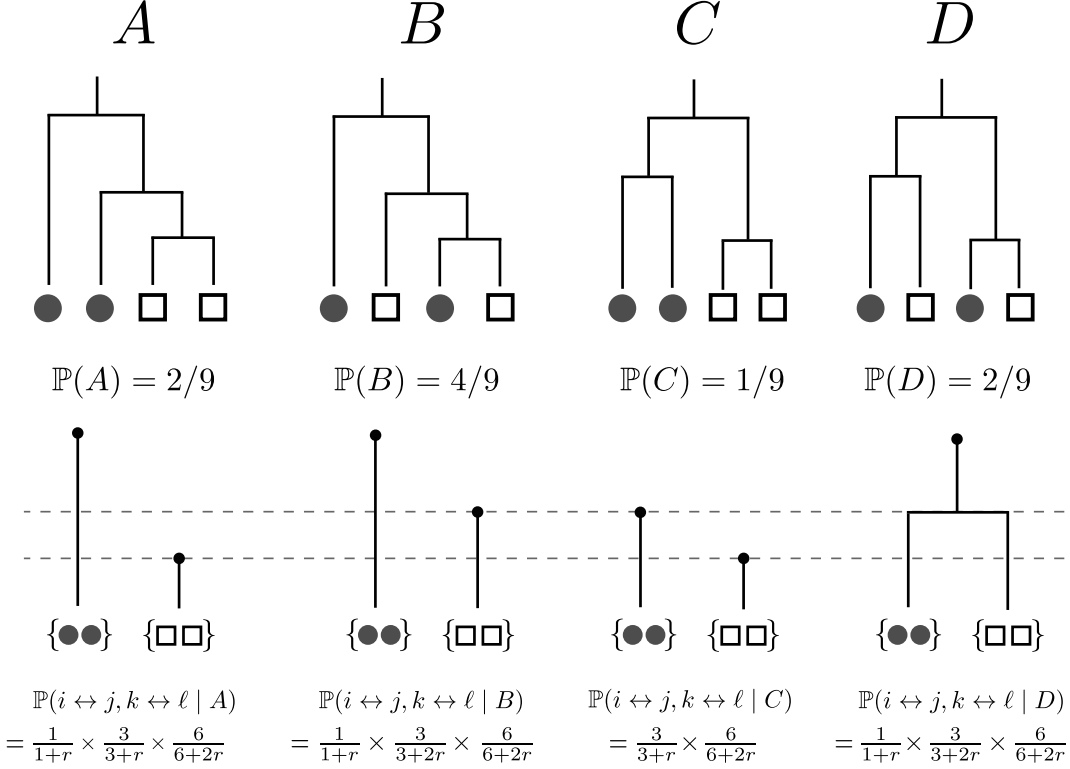 A B C D
ℙ(A) = 2/9 ℙ(B) = 4/9 ℙ(C) = 1/9 ℙ(D) = 2/9
{●●} {□□} {●●} {□□} {●●} {□□} {●●} {□□}
ℙ(i ↔ j, k ↔ ℓ | A) ℙ(i ↔ j, k ↔ ℓ | B) ℙ(i ↔ j, k ↔ ℓ | C) ℙ(i ↔ j, k ↔ ℓ | D)
= 1/(1+r) × 3/(3+r) × 6/(6+2r) = 1/(1+r) × 3/(3+2r) × 6/(6+2r) = 3/(3+r) × 6/(6+2r) = 1/(1+r) × 3/(3+2r) × 6/(6+2r)